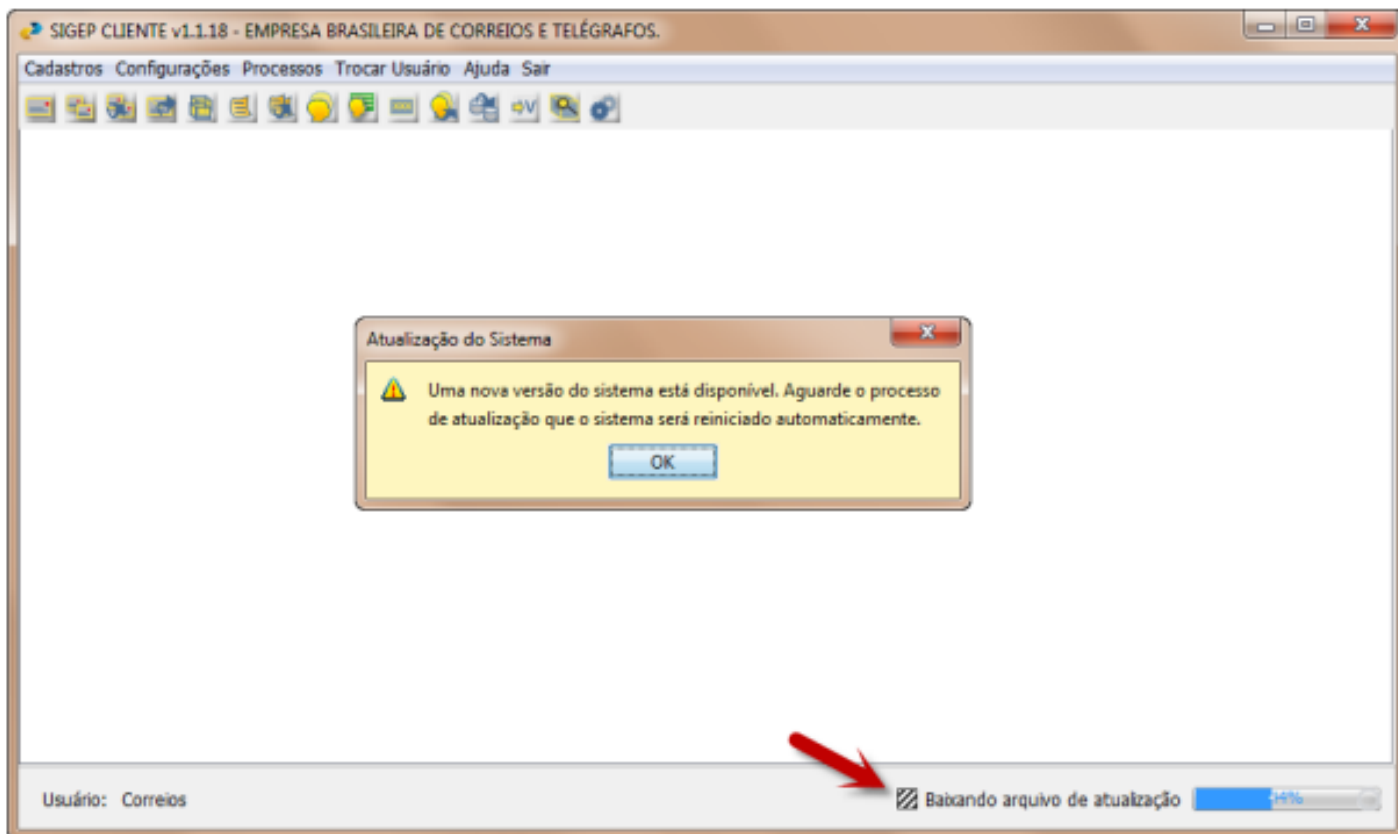 SIGEP CLIENTE v1.1.18 - EMPRESA BRASILEIRA DE CORREIOS E TELÉGRAFOS.
Cadastros Configurações Processos Trocar Usuário Ajuda Sair
Atualização do Sistema
Uma nova versão do sistema está disponível. Aguarde o processo
de atualização que o sistema será reiniciado automaticamente.
OK
Usuário: Correios
Baixando arquivo de atualização